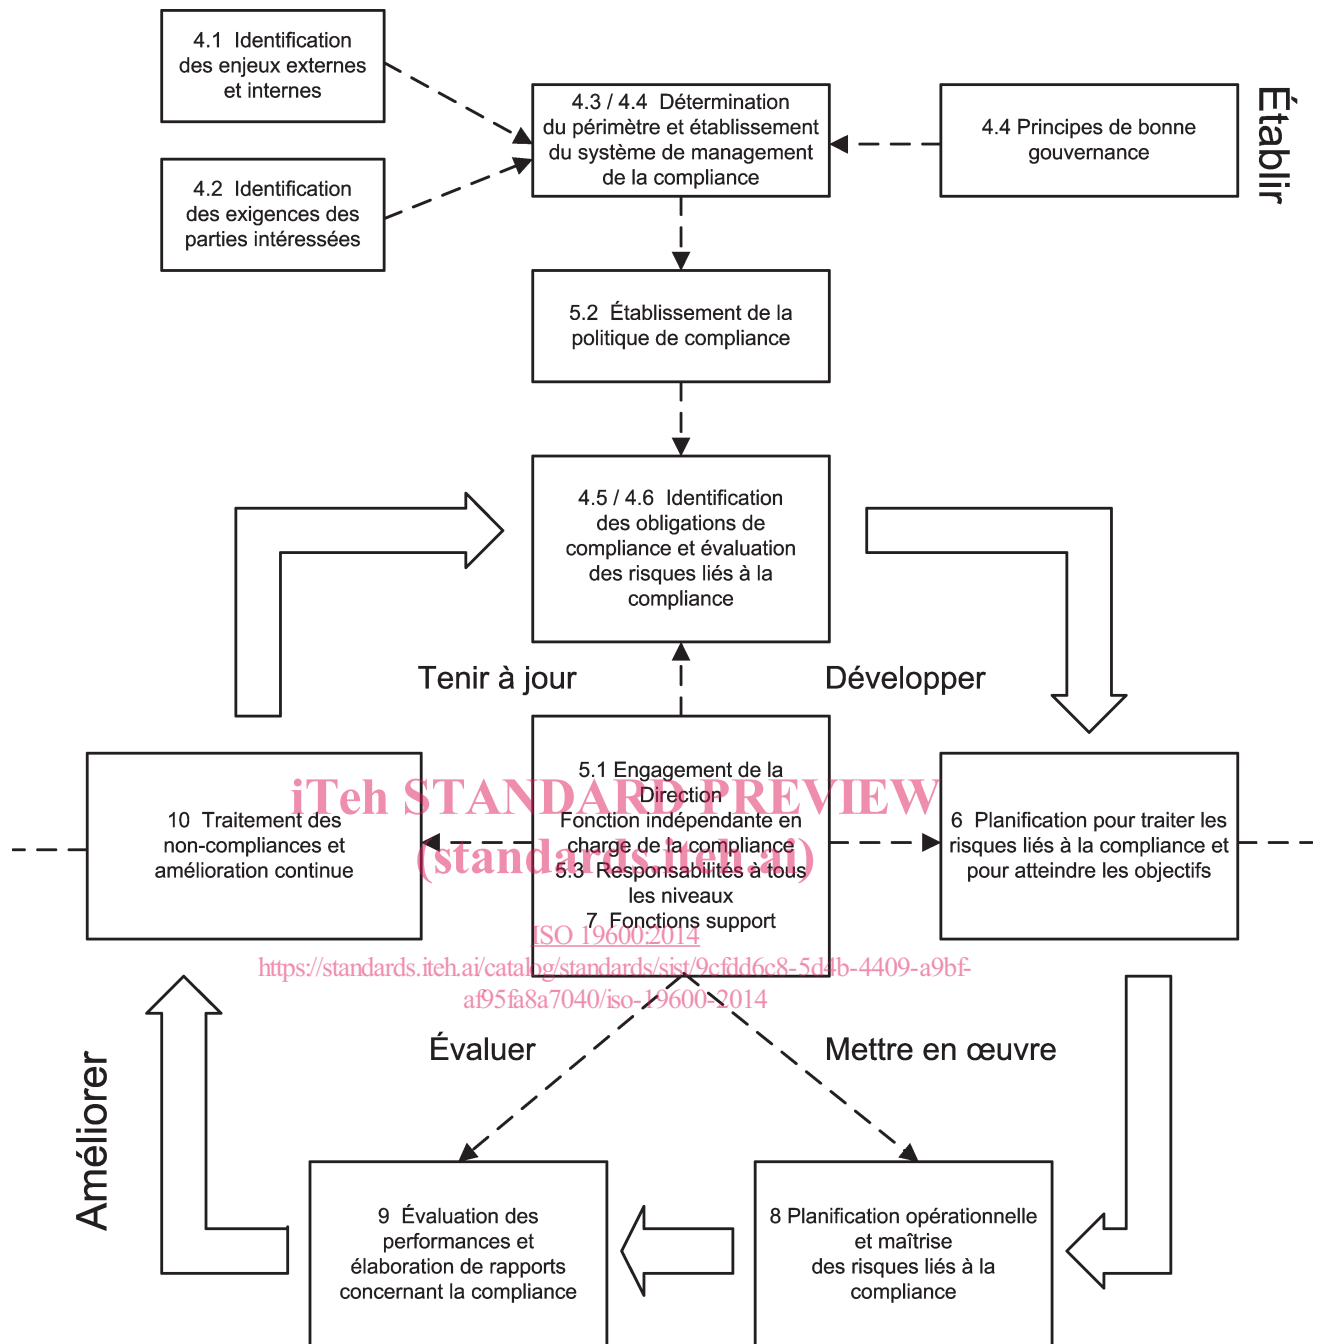 4.1 Identification
des enjeux externes
et internes
4.3 / 4.4 Détermination
du périmètre et établissement
du système de management
de la compliance
4.4 Principes de bonne
gouvernance
Établir
4.2 Identification
des exigences des
parties intéressées
5.2 Établissement de la
politique de compliance
4.5 / 4.6 Identification
des obligations de
compliance et évaluation
des risques liés à la
compliance
Tenir à jour
Développer
10 Traitement des
non-compliances et
amélioration continue
5.1 Engagement de la
Direction
Fonction indépendante en
charge de la compliance
5.3 Responsabilités à tous
les niveaux
7 Fonctions support
6 Planification pour traiter les
risques liés à la compliance et
pour atteindre les objectifs
iTeh STANDARD PREVIEW
(standards.iteh.ai)
ISO 19600:2014
https://standards.iteh.ai/catalog/standards/sist/9cfdd6c8-5d4b-4409-a9bf-
af95fa8a7040/iso-19600-2014
Évaluer
Mettre en œuvre
Améliorer
9 Évaluation des
performances et
élaboration de rapports
concernant la compliance
8 Planification opérationnelle
et maîtrise
des risques liés à la
compliance